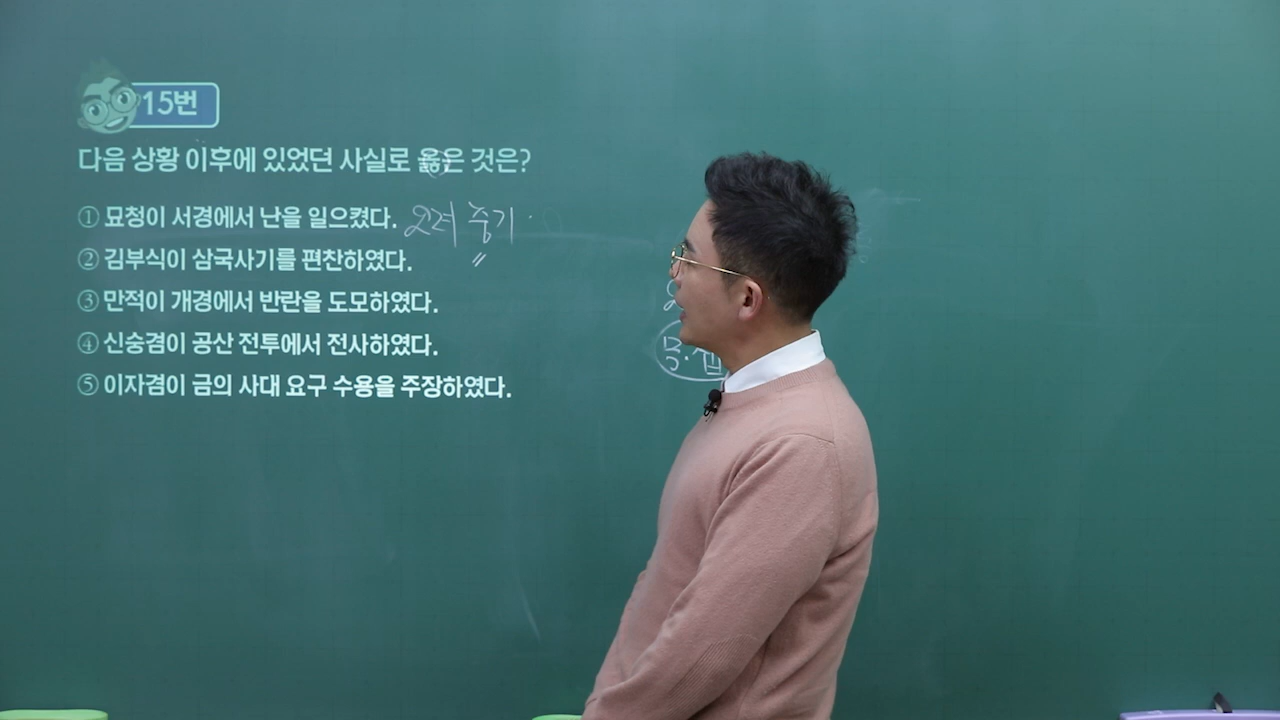 15번
다음 상황 이후에 있었던 사실로 옳은 것은?
① 묘청이 서경에서 난을 일으켰다. 고려 중기
② 김부식이 삼국사기를 편찬하였다.
③ 만적이 개경에서 반란을 도모하였다.
④ 신숭겸이 공산 전투에서 전사하였다.
⑤ 이자겸이 금의 사대 요구 수용을 주장하였다.